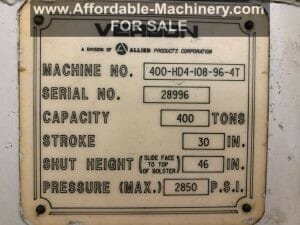 www.Affordable-Machinery.com
FOR SALE
VERSON
A DIVISION OF ALLIED PRODUCTS CORPORATION
MACHINE NO. 400-HD4-108-96-4T
SERIAL NO. 28996
CAPACITY 400 TONS
STROKE 30 IN.
SHUT HEIGHT (SLIDE FACE TO TOP OF BOLSTER) 46 IN.
PRESSURE (MAX.) 2850 P.S.I.